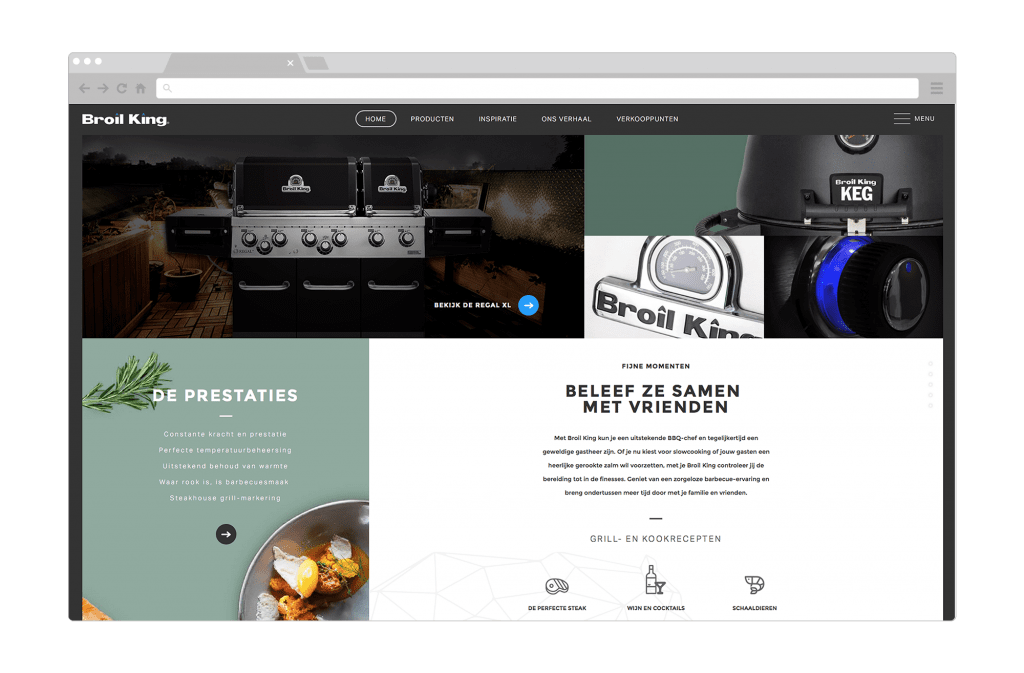 Broil King
HOME
PRODUCTEN
INSPIRATIE
ONS VERHAAL
VERKOOPPUNTEN
MENU
Broil King
Broil King
BEKIJK DE REGAL XL
Broil King
KEG
Broil King
DE PRESTATIES
Constante kracht en prestatie
Perfecte temperatuurbeheersing
Uitstekend behoud van warmte
Waar rook is, is barbecuesmaak
Steakhouse grill-markering
FIJNE MOMENTEN
BELEEF ZE SAMEN
MET VRIENDEN
Met Broil King kun je een uitstekende BBQ-chef en tegelijkertijd een
geweldige gastheer zijn. Of je nu kiest voor slowcooking of jouw gasten een
heerlijke gerookte zalm wil voorzetten, met je Broil King controleer jij de
bereiding tot in de finesses. Geniet van een zorgeloze barbecue-ervaring en
breng ondertussen meer tijd door met je familie en vrienden.
GRILL- EN KOOKRECEPTEN
DE PERFECTE STEAK
WIJN EN COCKTAILS
SCHAALDIEREN